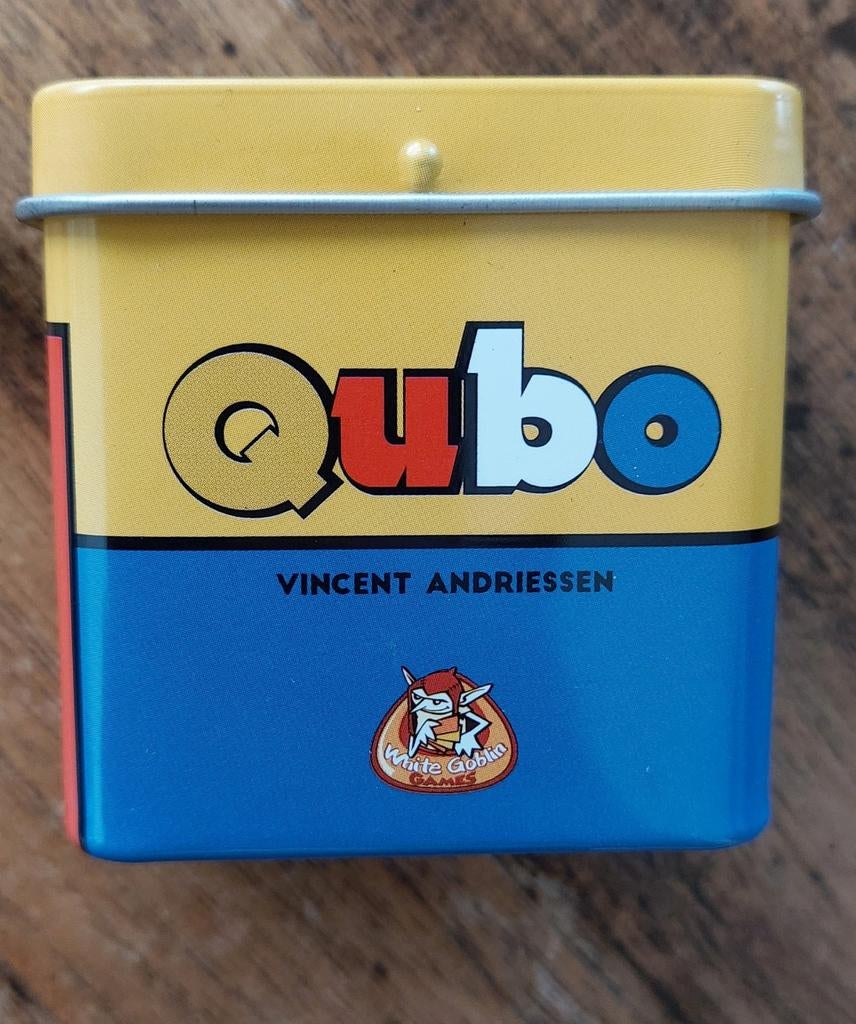 Qubo
VINCENT ANDRIESSEN
White Goblin
GAMES